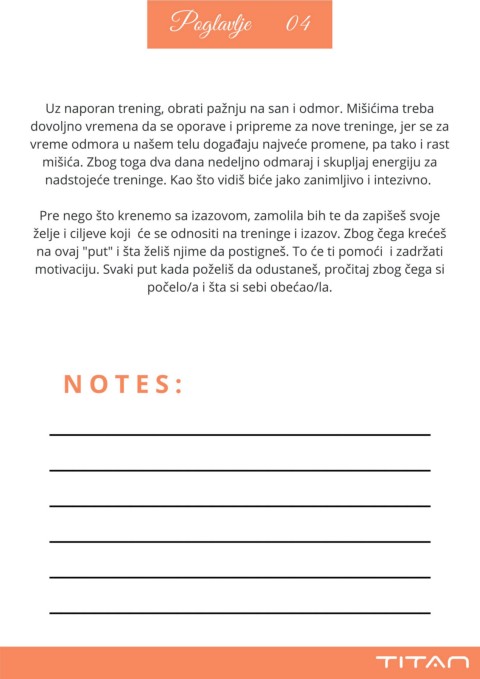 Poglavlje 04
Uz naporan trening, obrati pažnju na san i odmor. Mišićima treba
dovoljno vremena da se oporave i pripreme za nove treninge, jer se za
vreme odmora u našem telu događaju najveće promene, pa tako i rast
mišića. Zbog toga dva dana nedeljno odmaraj i skupljaj energiju za
nadstojeće treninge. Kao što vidiš biće jako zanimljivo i intezivno.
Pre nego što krenemo sa izazovom, zamolila bih te da zapišeš svoje
želje i ciljeve koji  će se odnositi na treninge i izazov. Zbog čega krećeš
na ovaj "put" i šta želiš njime da postigneš. To će ti pomoći  i zadržati
motivaciju. Svaki put kada poželiš da odustaneš, pročitaj zbog čega si
počelo/a i šta si sebi obećao/la.
NOTES:
TITAN